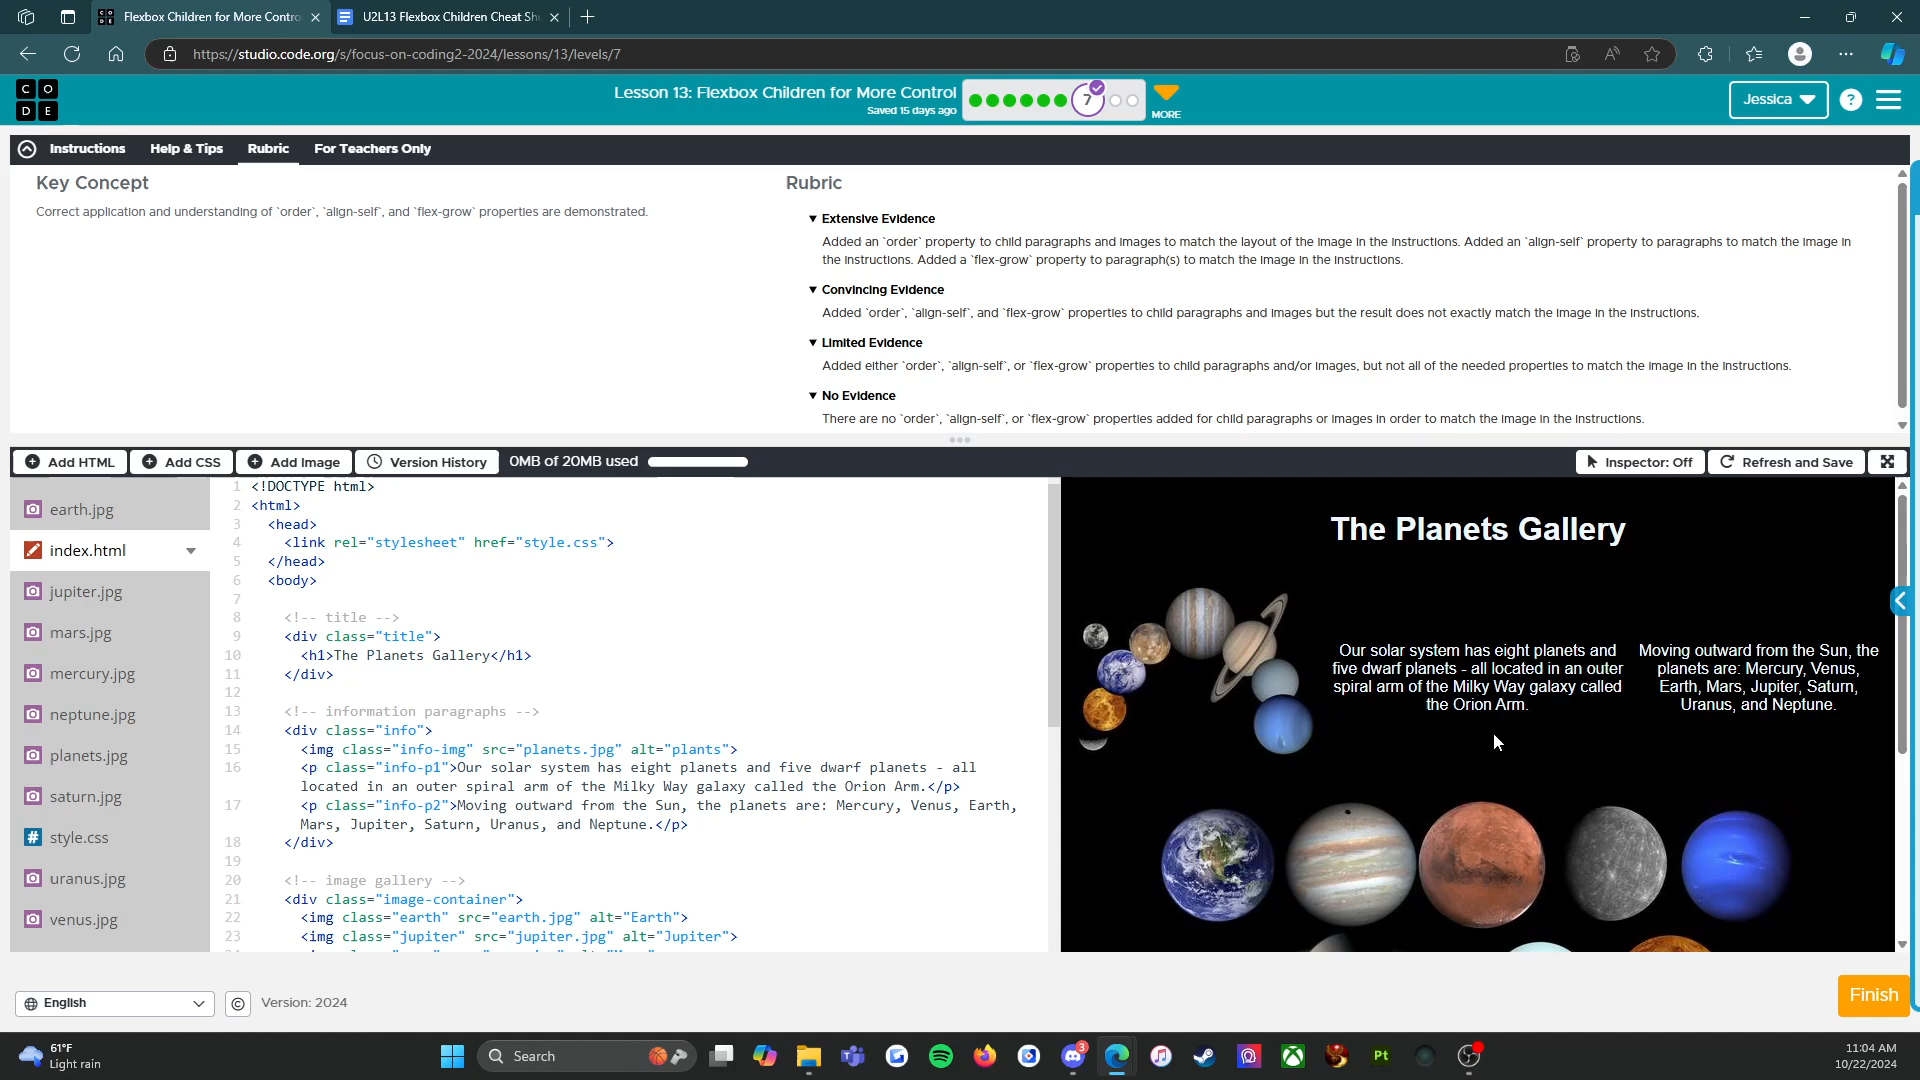 Flexbox Children for More Contro
U2L13 Flexbox Children Cheat Sh
https://studio.code.org/s/focus-on-coding2-2024/lessons/13/levels/7
C O
D E
Lesson 13: Flexbox Children for More Control
Saved 15 days ago
7
MORE
Jessica
?
Instructions
Help & Tips
Rubric
For Teachers Only
Key Concept
Correct application and understanding of `order`, `align-self`, and `flex-grow` properties are demonstrated.
Rubric
▼ Extensive Evidence
Added an `order` property to child paragraphs and images to match the layout of the image in the instructions. Added an `align-self` property to paragraphs to match the image in
the instructions. Added a `flex-grow` property to paragraph(s) to match the image in the instructions.
▼ Convincing Evidence
Added `order`, `align-self`, and `flex-grow` properties to child paragraphs and images but the result does not exactly match the image in the instructions.
▼ Limited Evidence
Added either `order`, `align-self`, or `flex-grow` properties to child paragraphs and/or images, but not all of the needed properties to match the image in the instructions.
▼ No Evidence
There are no `order`, `align-self`, or `flex-grow` properties added for child paragraphs or images in order to match the image in the instructions.
Add HTML
Add CSS
Add Image
Version History
0MB of 20MB used
Inspector: Off
Refresh and Save
earth.jpg
index.html
jupiter.jpg
mars.jpg
mercury.jpg
neptune.jpg
planets.jpg
saturn.jpg
style.css
uranus.jpg
venus.jpg
1 <!DOCTYPE html>
2 <html>
3 <head>
4 <link rel="stylesheet" href="style.css">
5 </head>
6 <body>
7
8 <!-- title -->
9 <div class="title">
10 <h1>The Planets Gallery</h1>
11 </div>
12
13 <!-- information paragraphs -->
14 <div class="info">
15 <img class="info-img" src="planets.jpg" alt="plants">
16 <p class="info-p1">Our solar system has eight planets and five dwarf planets - all
located in an outer spiral arm of the Milky Way galaxy called the Orion Arm.</p>
17 <p class="info-p2">Moving outward from the Sun, the planets are: Mercury, Venus, Earth,
Mars, Jupiter, Saturn, Uranus, and Neptune.</p>
18 </div>
19
20 <!-- image gallery -->
21 <div class="image-container">
22 <img class="earth" src="earth.jpg" alt="Earth">
23 <img class="jupiter" src="jupiter.jpg" alt="Jupiter">
The Planets Gallery
Our solar system has eight planets and
five dwarf planets - all located in an outer
spiral arm of the Milky Way galaxy called
the Orion Arm.
Moving outward from the Sun, the
planets are: Mercury, Venus,
Earth, Mars, Jupiter, Saturn,
Uranus, and Neptune.
English
Version: 2024
Finish
61°F
Light rain
Search
3
Pt
11:04 AM
10/22/2024